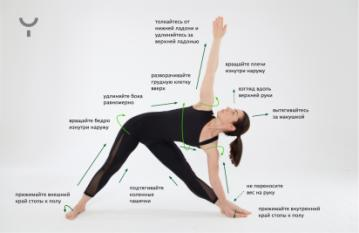 толкайтесь от
нижней ладони и
удлиняйтесь за
верхней ладонью
вращайте плечи
изнутри наружу
разворачивайте
грудную клетку
вверх
взгляд вдоль
верхней руки
удлиняйте бока
равномерно
вытягивайтесь
за макушкой
вращайте бедро
изнутри наружу
прижимайте внешний
край стопы к полу
подтягивайте
коленные
чашечки
не переносите
вес на руку
прижимайте внутренний
край стопы к полу